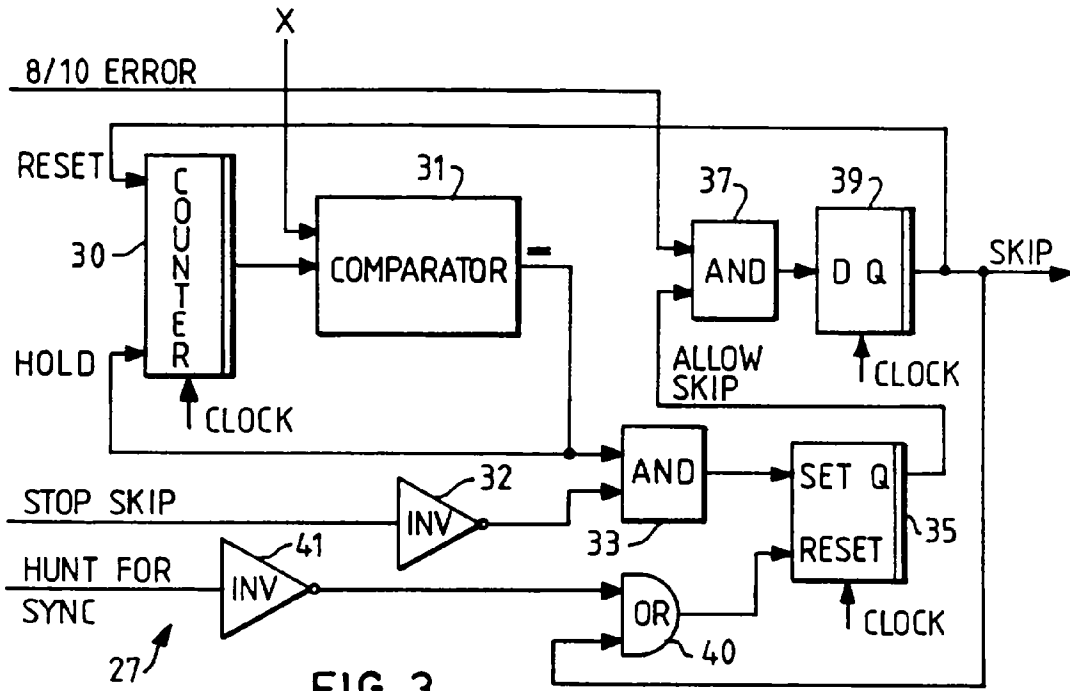 X
8/10 ERROR
RESET
COUNTER
30
31
COMPARATOR
=
37
AND
39
D Q
SKIP
HOLD
CLOCK
ALLOW
SKIP
CLOCK
STOP SKIP
32
INV
AND
33
SET Q
RESET
35
HUNT FOR
SYNC
41
INV
OR
40
CLOCK
27
FIG. 3